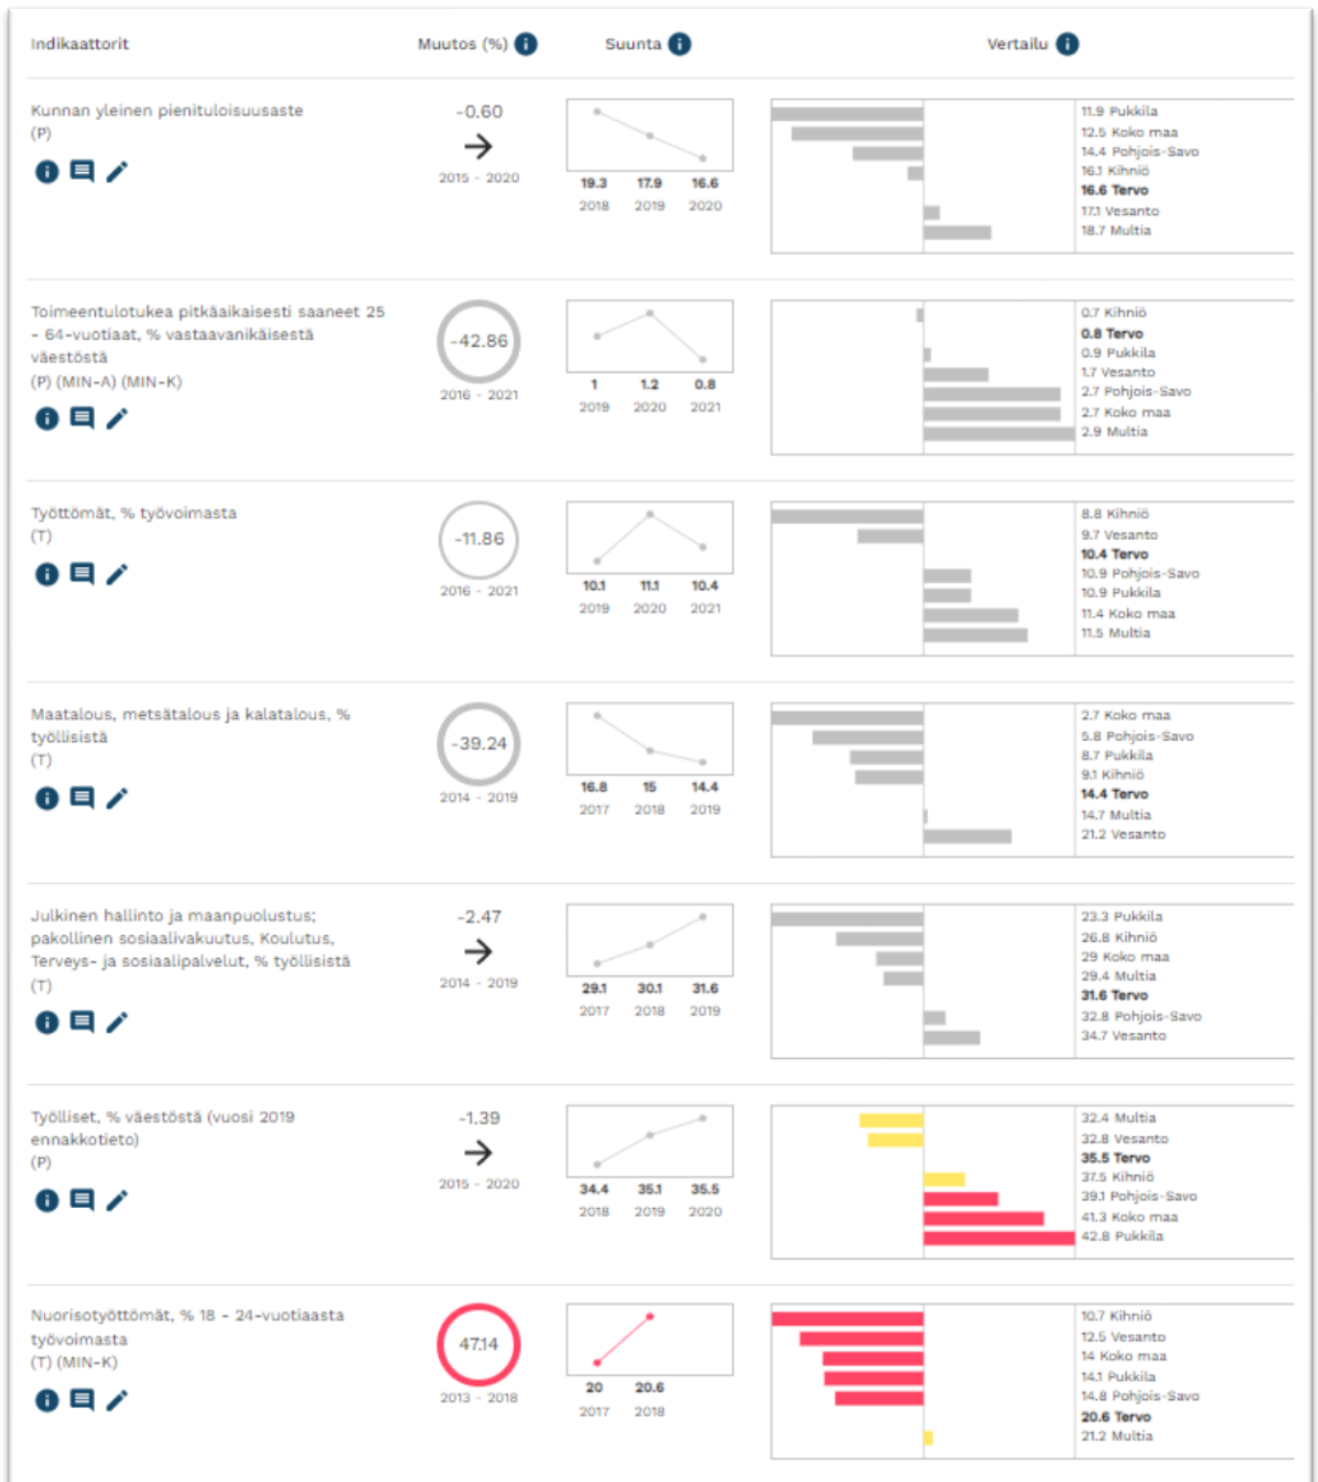 Indikaattorit
Muutos (%)
Suunta
Vertailu
Kunnan yleinen pienituloisuusaste
(P)
-0.60
2015 - 2020
19.3 17.9 16.6
2018 2019 2020
11.9 Pukkila
12.5 Koko maa
14.4 Pohjois-Savo
16.1 Kihniö
16.6 Tervo
17.1 Vesanto
18.7 Multia
Toimeentulotukea pitkäaikaisesti saaneet 25
- 64-vuotiaat, % vastaavanikäisestä
väestöstä
(P) (MIN-A) (MIN-K)
-42.86
2016 - 2021
1 1.2 0.8
2019 2020 2021
0.7 Kihniö
0.8 Tervo
0.9 Pukkila
1.7 Vesanto
2.7 Pohjois-Savo
2.7 Koko maa
2.9 Multia
Työttömät, % työvoimasta
(T)
-11.86
2016 - 2021
10.1 11.1 10.4
2019 2020 2021
8.8 Kihniö
9.7 Vesanto
10.4 Tervo
10.9 Pohjois-Savo
10.9 Pukkila
11.4 Koko maa
11.5 Multia
Maatalous, metsätalous ja kalatalous, %
työllisistä
(T)
-39.24
2014 - 2019
16.8 15 14.4
2017 2018 2019
2.7 Koko maa
5.8 Pohjois-Savo
8.7 Pukkila
9.1 Kihniö
14.4 Tervo
14.7 Multia
21.2 Vesanto
Julkinen hallinto ja maanpuolustus;
pakollinen sosiaalivakuutus, Koulutus,
Terveys- ja sosiaalipalvelut, % työllisistä
(T)
-2.47
2014 - 2019
29.1 30.1 31.6
2017 2018 2019
23.3 Pukkila
26.8 Kihniö
29 Koko maa
29.4 Multia
31.6 Tervo
32.8 Pohjois-Savo
34.7 Vesanto
Työlliset, % väestöstä (vuosi 2019
ennakkotieto)
(P)
-1.39
2015 - 2020
34.4 35.1 35.5
2018 2019 2020
32.4 Multia
32.8 Vesanto
35.5 Tervo
37.5 Kihniö
39.1 Pohjois-Savo
41.3 Koko maa
42.8 Pukkila
Nuorisotyöttömät, % 18 - 24-vuotiaasta
työvoimasta
(T) (MIN-K)
47.14
2013 - 2018
20 20.6
2017 2018
10.7 Kihniö
12.5 Vesanto
14 Koko maa
14.1 Pukkila
14.8 Pohjois-Savo
20.6 Tervo
21.2 Multia